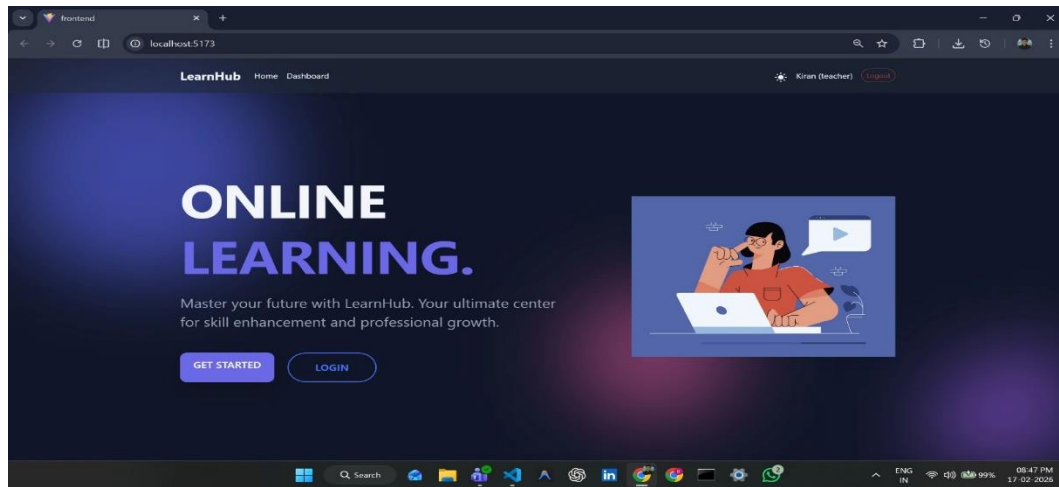 frontend
localhost:5173
LearnHub Home Dashboard
Kiran (teacher) Logout
ONLINE
LEARNING.
Master your future with LearnHub. Your ultimate center
for skill enhancement and professional growth.
GET STARTED
LOGIN
Search
ENG
IN
99%
08:47 PM
17-02-2026